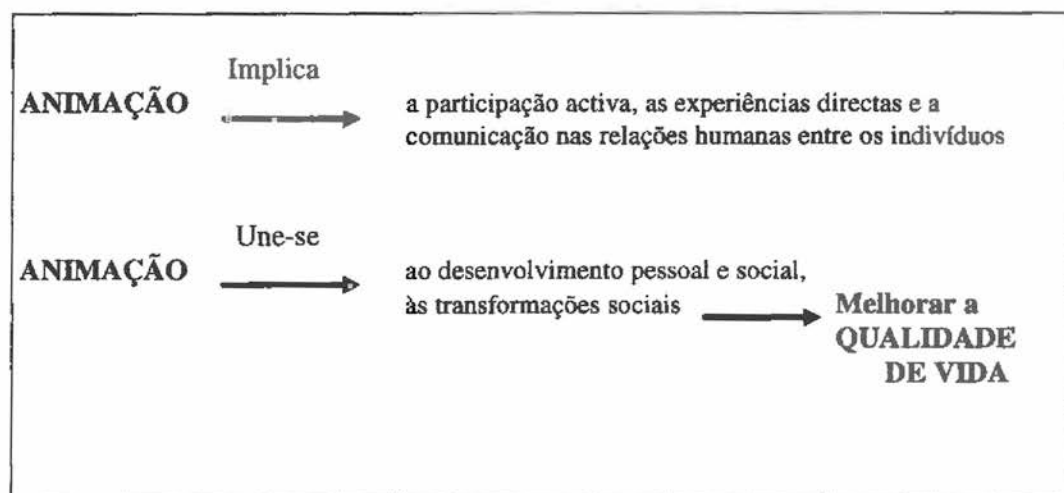 Implica
ANIMAÇÃO
a participação activa, as experiências directas e a
comunicação nas relações humanas entre os indivíduos
Une-se
ANIMAÇÃO
ao desenvolvimento pessoal e social,
às transformações sociais
Melhorar a
QUALIDADE
DE VIDA